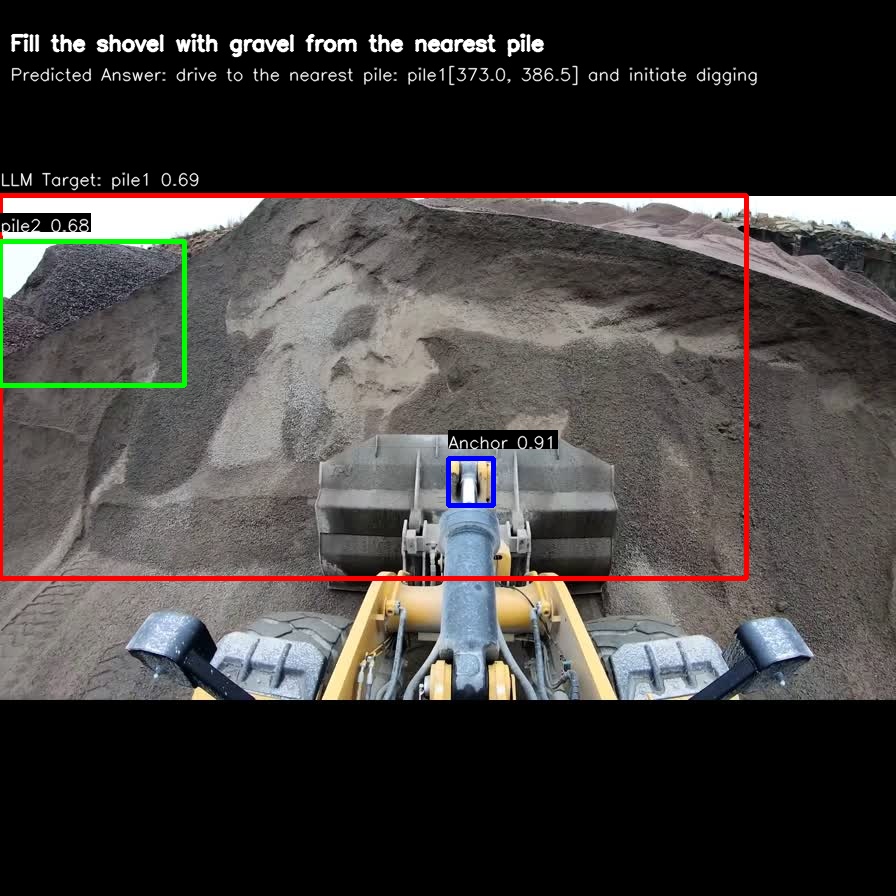 Fill the shovel with gravel from the nearest pile
Predicted Answer: drive to the nearest pile: pile1[373.0, 386.5] and initiate digging
LLM Target: pile1 0.69
pile2 0.68
Anchor 0.91